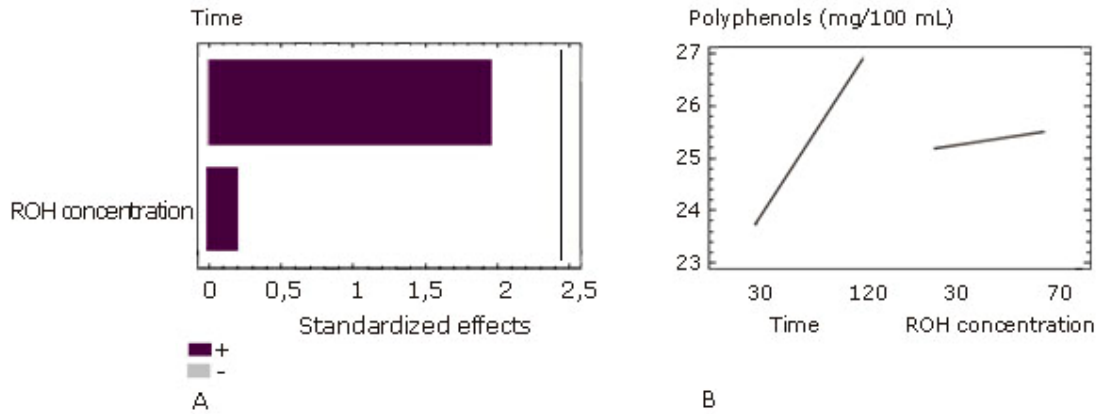 Time
ROH concentration
0 0,5 1 1,5 2 2,5
Standardized effects
+
-
A
Polyphenols (mg/100 mL)
27
26
25
24
23
30 120 30 70
Time ROH concentration
B